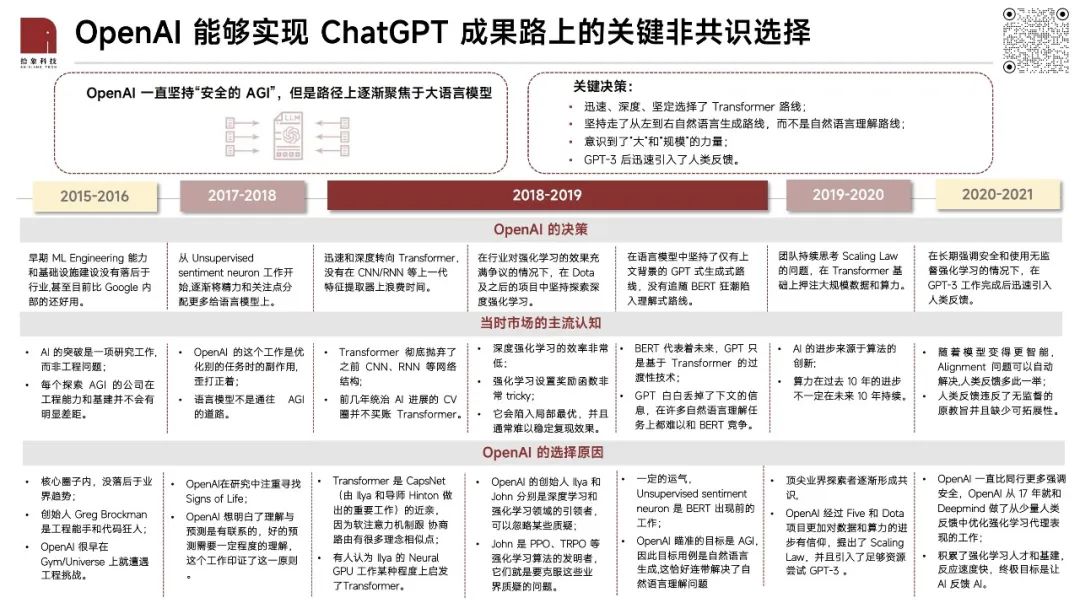 OpenAI 能够实现 ChatGPT 成果路上的关键非共识选择
拾象科技
OpenAI 一直坚持“安全的 AGI”，但是路径上逐渐聚焦于大语言模型
LLM
关键决策：
• 迅速、深度、坚定选择了 Transformer 路线；
• 坚持走了从左到右自然语言生成路线，而不是自然语言理解路线；
• 意识到了“大”和“规模”的力量；
• GPT-3 后迅速引入了人类反馈。
2015-2016
2017-2018
2018-2019
2019-2020
2020-2021
OpenAI 的决策
早期 ML Engineering 能力
和基础设施建设没有落后于
行业,甚至目前比 Google 内
部的还好用。
从 Unsupervised
sentiment neuron 工作开
始,逐渐将精力和关注点分
配更多给语言模型上。
迅速和深度转向 Transformer,
没有在 CNN/RNN 等上一代
特征提取器上浪费时间。
在行业对强化学习的效果充
满争议的情况下，在 Dota
及之后的项目中坚持探索深
度强化学习。
在语言模型中坚持了仅有上
文背景的 GPT 式生成式路
线，没有追随 BERT 狂潮陷
入理解式路线。
团队持续思考 Scaling Law
的问题，在 Transformer 基
础上押注大规模数据和算力。
在长期强调安全和使用无监
督强化学习的情况下，在
GPT-3 工作完成后迅速引入
人类反馈。
当时市场的主流认知
• AI 的突破是一项研究工作,
而非工程问题；
• 每个探索 AGI 的公司在
工程能力和基建并不会有
明显差距。
• OpenAI 的这个工作是优
化别的任务时的副作用，
歪打正着；
• 语言模型不是通往 AGI
的道路。
• Transformer 彻底抛弃了
之前 CNN、RNN 等网络
结构；
• 前几年统治 AI 进展的 CV
圈并不买账 Transformer。
• 深度强化学习的效率非常
低；
• 强化学习设置奖励函数非
常 tricky；
• 它会陷入局部最优，并且
通常难以稳定复现效果。
• BERT 代表着未来，GPT 只
是基于 Transformer 的过
渡性技术；
• GPT 白白丢掉了下文的信
息，在许多自然语言理解任
务上都难以和 BERT 竞争。
• AI 的进步来源于算法的
创新；
• 算力在过去 10 年的进步
不一定在未来 10 年持续。
• 随着模型变得更智能，
Alignment 问题可以自动
解决,人类反馈多此一举；
• 人类反馈违反了无监督的
原教旨并且缺少可拓展性。
OpenAI 的选择原因
• 核心圈子内，没落后于业
界趋势；
• 创始人 Greg Brockman
是工程能手和代码狂人；
• OpenAI 很早在
Gym/Universe 上就遭遇
工程挑战。
• OpenAI在研究中注重寻找
Signs of Life；
• OpenAI 想明白了理解与
预测是有联系的，好的预
测需要一定程度的理解，
这个工作印证了这一原则
。
• Transformer 是 CapsNet
（由 Ilya 和导师 Hinton 做
出的重要工作）的近亲，
因为软注意力机制跟 协商
路由有很多理念相似点；
• 有人认为 Ilya 的 Neural
GPU 工作某种程度上启发
了Transformer。
• OpenAI 的创始人 Ilya 和
John 分别是深度学习和
强化学习领域的引领者，
可以忽略某些质疑；
• John 是 PPO、TRPO 等
强化学习算法的发明者，
它们就是要克服这些业
界质疑的问题。
• 一定的运气，
Unsupervised sentiment
neuron 是 BERT 出现前的
工作；
• OpenAI 瞄准的目标是 AGI,
因此目标用例是自然语言
生成,这恰好连带解决了自
然语言理解问题
• 顶尖业界探索者逐渐形成共
识，
• OpenAI 经过 Five 和 Dota
项目更加对数据和算力的进
步有信仰，掘出了 Scaling
Law，并且引入了足够资源
尝试 GPT-3 。
• OpenAI 一直比同行更多强调
安全，OpenAI 从 17 年就和
Deepmind 做了从少量人类反
馈中优化强化学习代理表
现的工作；
• 积累了强化学习人才和基建，
反应速度快，终极目标是让
AI 反馈 AI。